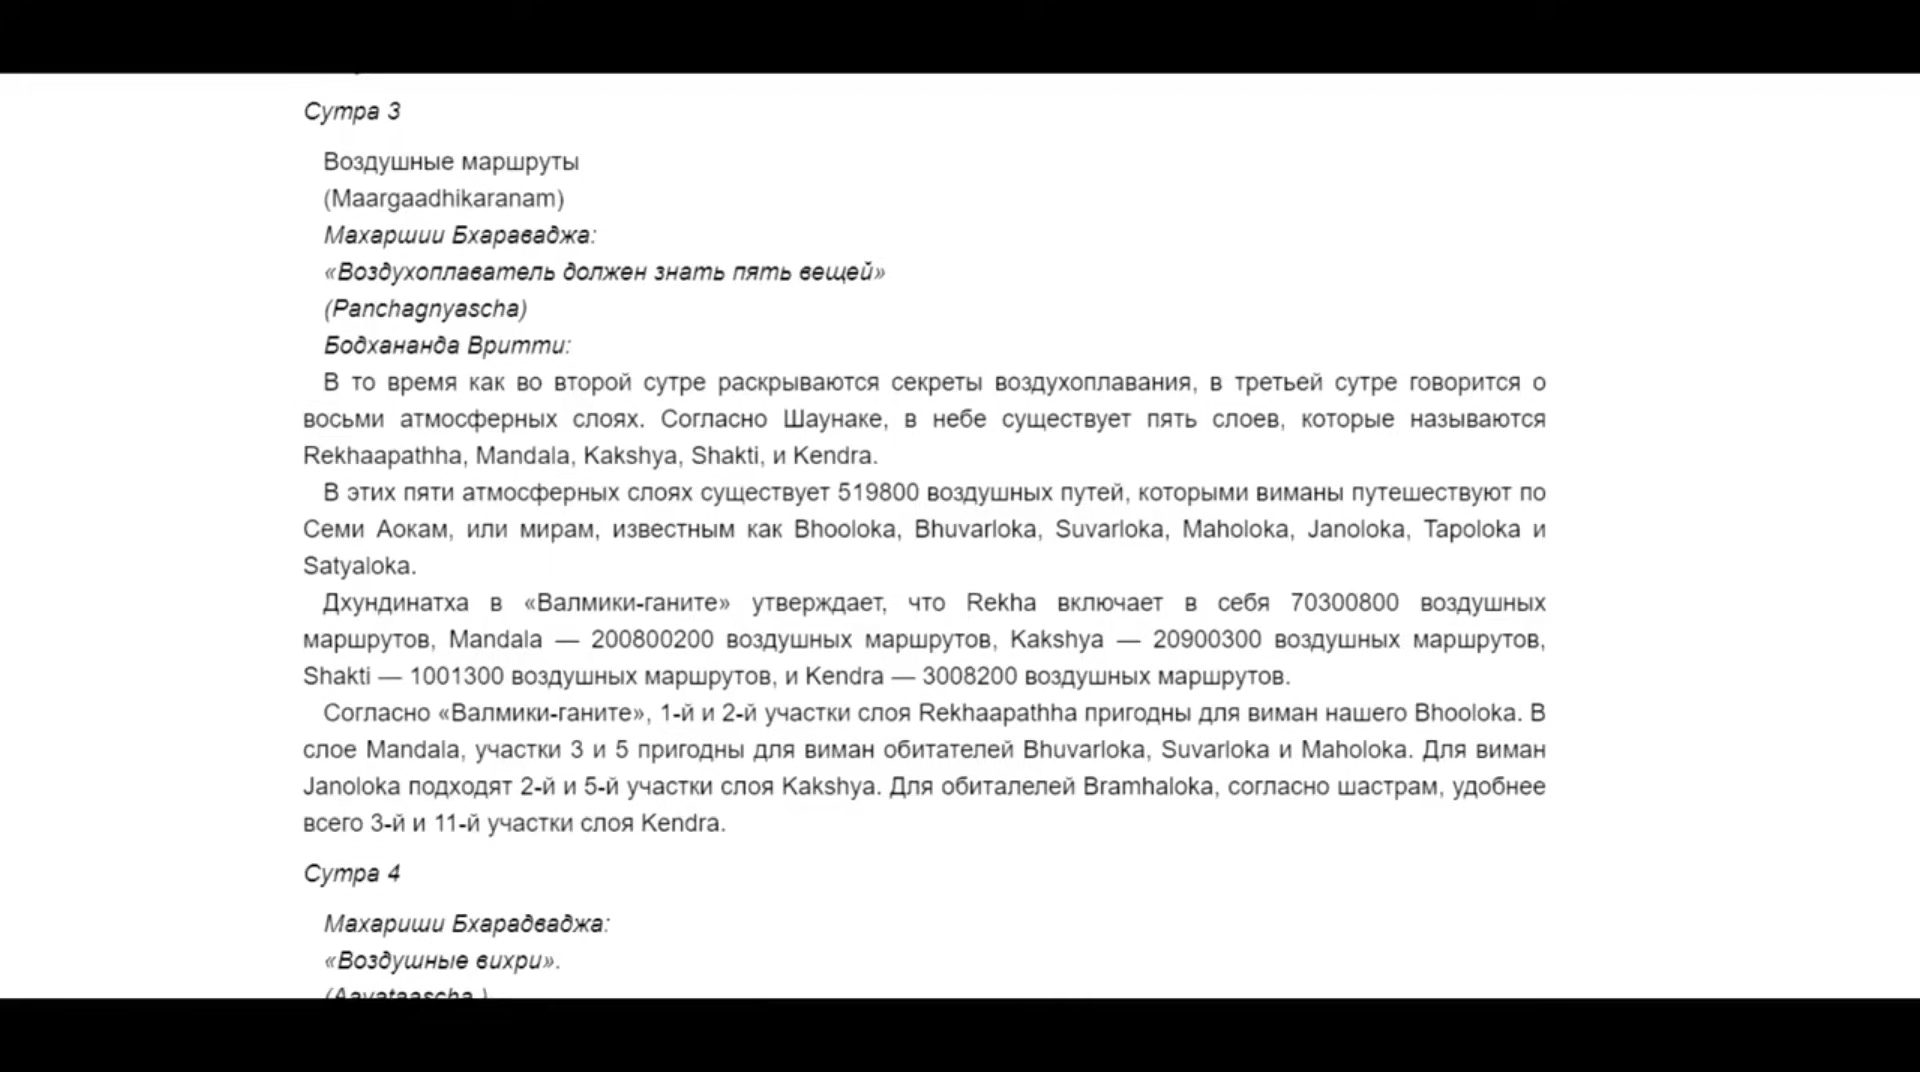 Сутра 3
Воздушные маршруты
(Maargaadhikaranam)
Махаршии Бхараваджа:
«Воздухоплаватель должен знать пять вещей»
(Panchagnyascha)
Бодхананда Вритти:
В то время как во второй сутре раскрываются секреты воздухоплавания, в третьей сутре говорится о
восьми атмосферных слоях. Согласно Шаунаке, в небе существует пять слоев, которые называются
Rekhaapathha, Mandala, Kakshya, Shakti, и Kendra.
В этих пяти атмосферных слоях существует 519800 воздушных путей, которыми виманы путешествуют по
Семи Аокам, или мирам, известным как Bhooloka, Bhuvarloka, Suvarloka, Maholoka, Janoloka, Tapoloka и
Satyaloka.
Дхундинатха в «Валмики-ганите» утверждает, что Rekha включает в себя 70300800 воздушных
маршрутов, Mandala — 200800200 воздушных маршрутов, Kakshya — 20900300 воздушных маршрутов,
Shakti — 1001300 воздушных маршрутов, и Kendra — 3008200 воздушных маршрутов.
Согласно «Валмики-ганите», 1-й и 2-й участки слоя Rekhaapathha пригодны для виман нашего Bhooloka. В
слое Mandala, участки 3 и 5 пригодны для виман обитателей Bhuvarloka, Suvarloka и Maholoka. Для виман
Janoloka подходят 2-й и 5-й участки слоя Kakshya. Для обиталелей Bramhaloka, согласно шастрам, удобнее
всего 3-й и 11-й участки слоя Kendra.
Сутра 4
Махариши Бхарадваджа:
«Воздушные вихри».
(Aavataascha )